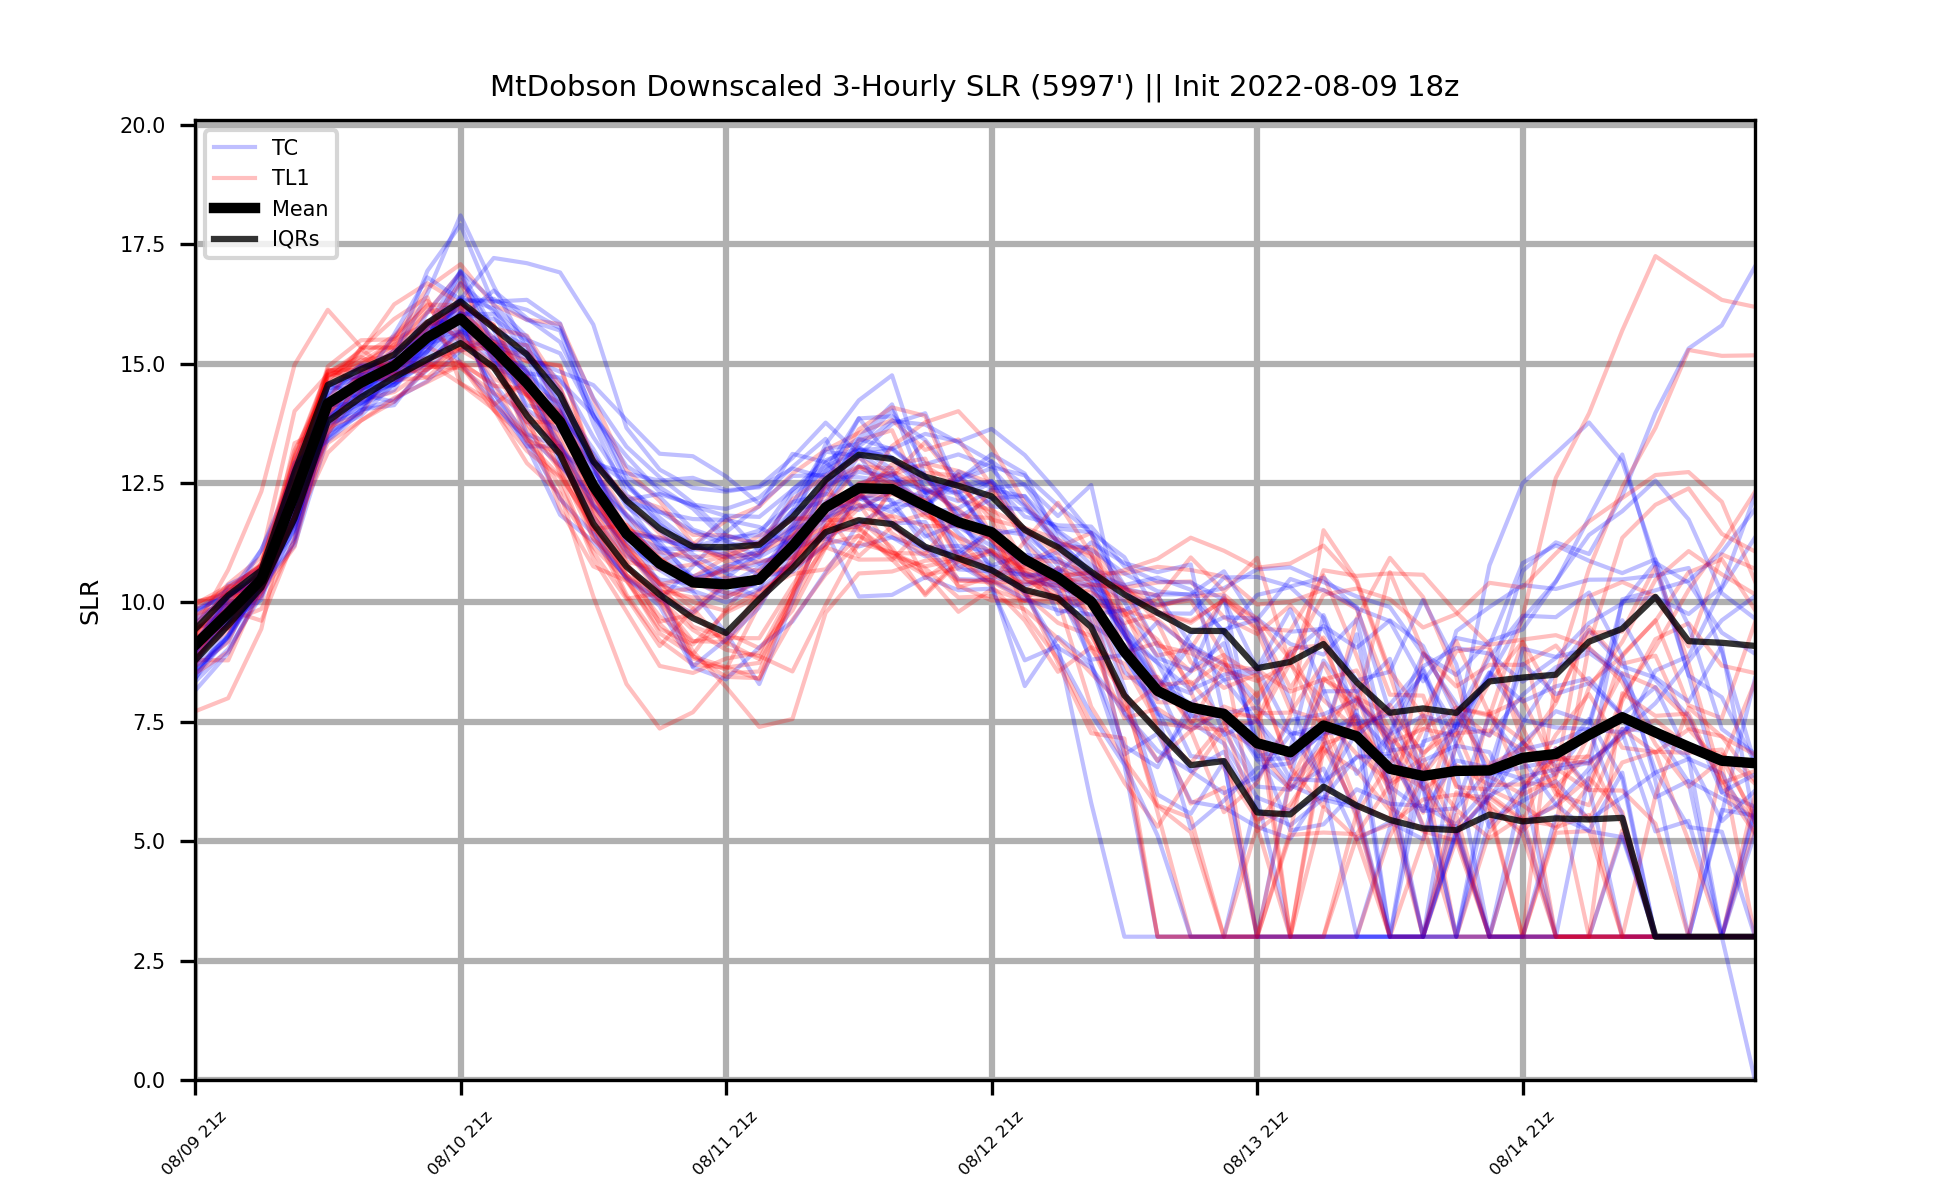 MtDobson Downscaled 3-Hourly SLR (5997') || Init 2022-08-09 18z
TC
TL1
Mean
IQRs
SLR
20.0
17.5
15.0
12.5
10.0
7.5
5.0
2.5
0.0
08/09 21z
08/10 21z
08/11 21z
08/12 21z
08/13 21z
08/14 21z